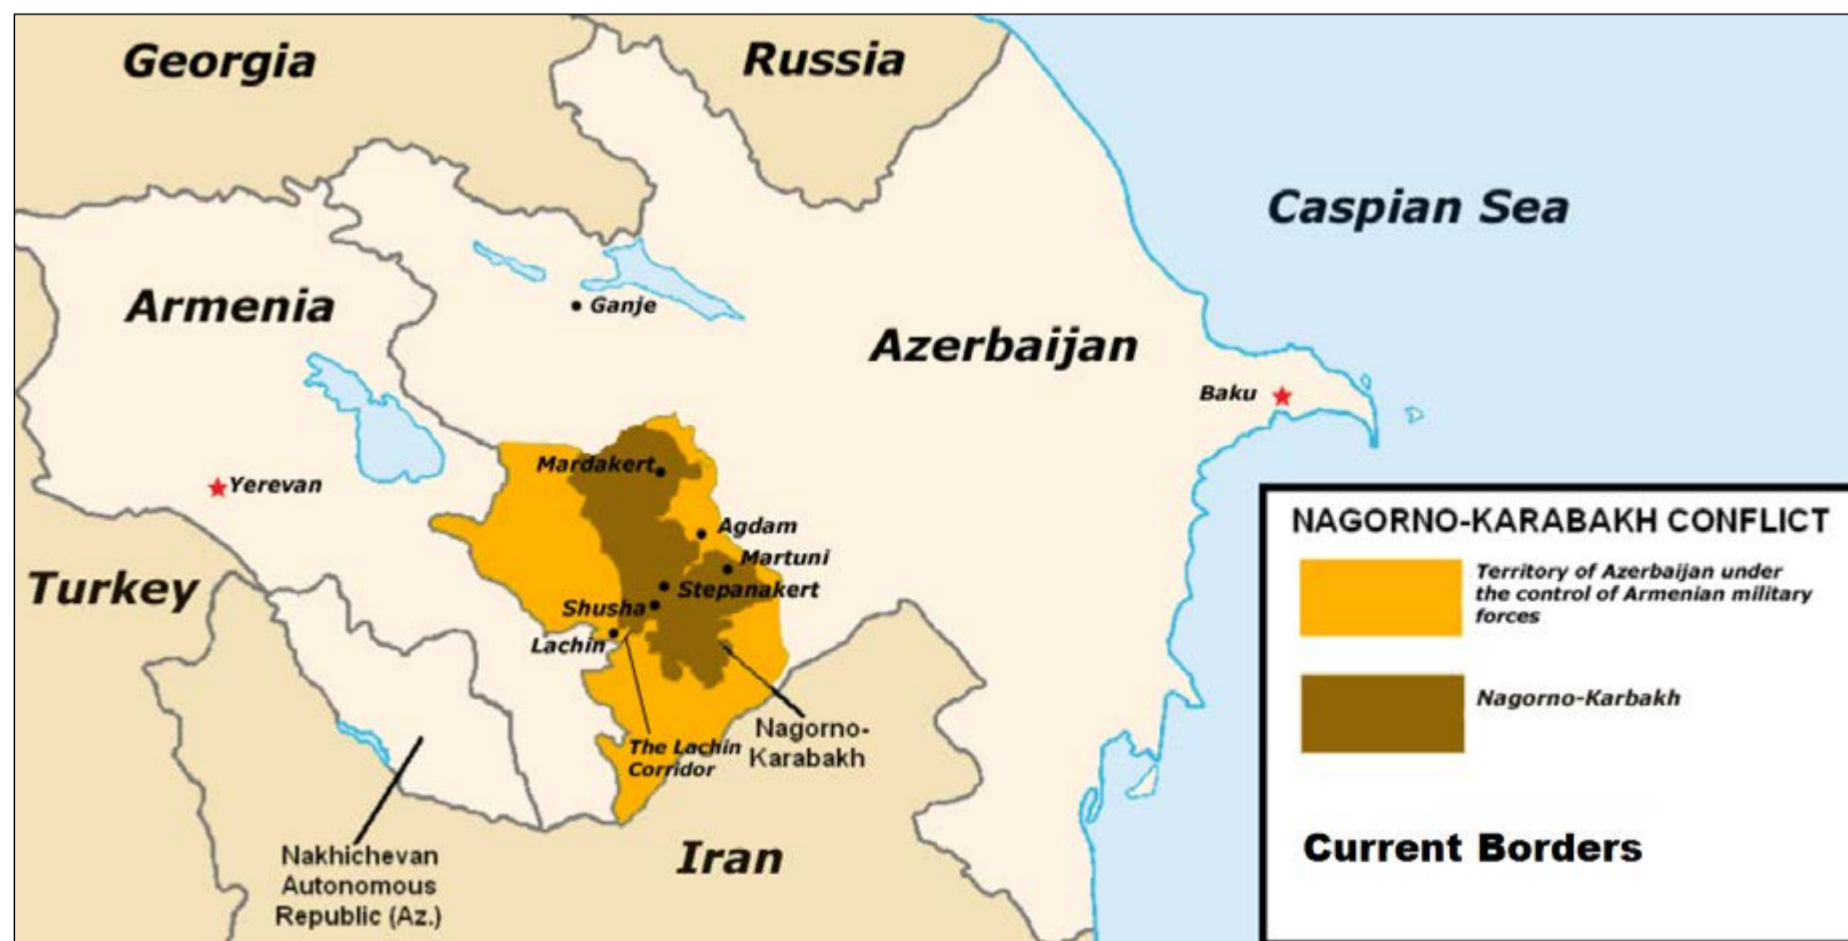 Georgia
Russia
Caspian Sea
Armenia
Ganje
Azerbaijan
Baku
Mardakert
Yerevan
Agdam
Martuni
Turkey
Stepanakert
Shusha
Lachin
The Lachin
Corridor
Nagorno-
Karabakh
Nakhichevan
Autonomous
Republic (Az.)
Iran
NAGORNO-KARABAKH CONFLICT
Territory of Azerbaijan under
the control of Armenian military
forces
Nagorno-Karbakh
Current Borders